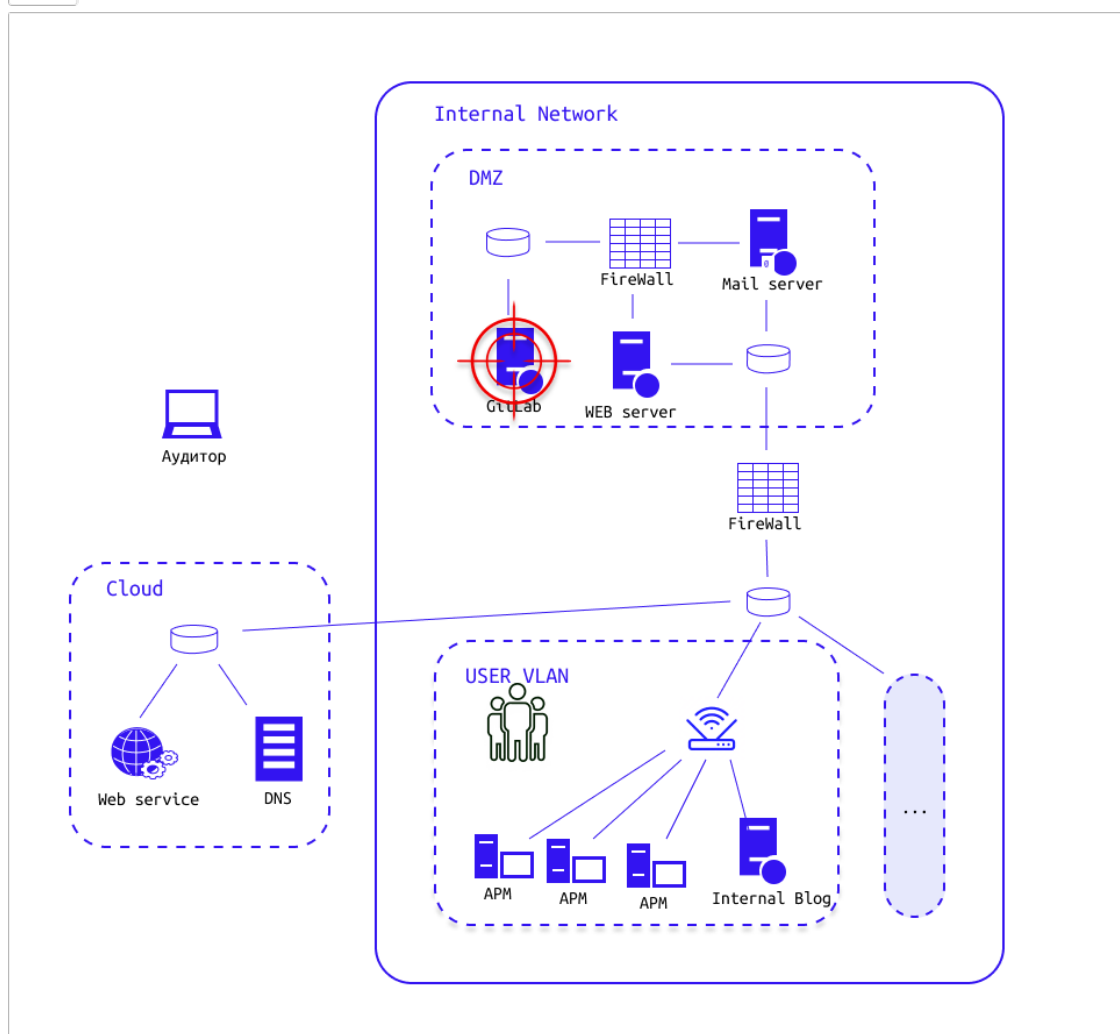 Internal Network
DMZ
FireWall
Mail server
GitLab
WEB server
Аудитор
FireWall
Cloud
USER VLAN
Web service
DNS
...
АРМ
АРМ
АРМ
Internal Blog